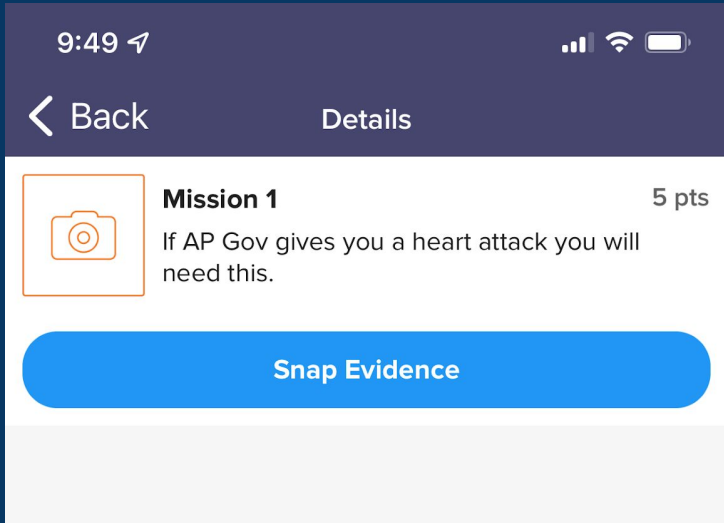 9:49
Back
Details
Mission 1
5 pts
If AP Gov gives you a heart attack you will
need this.
Snap Evidence